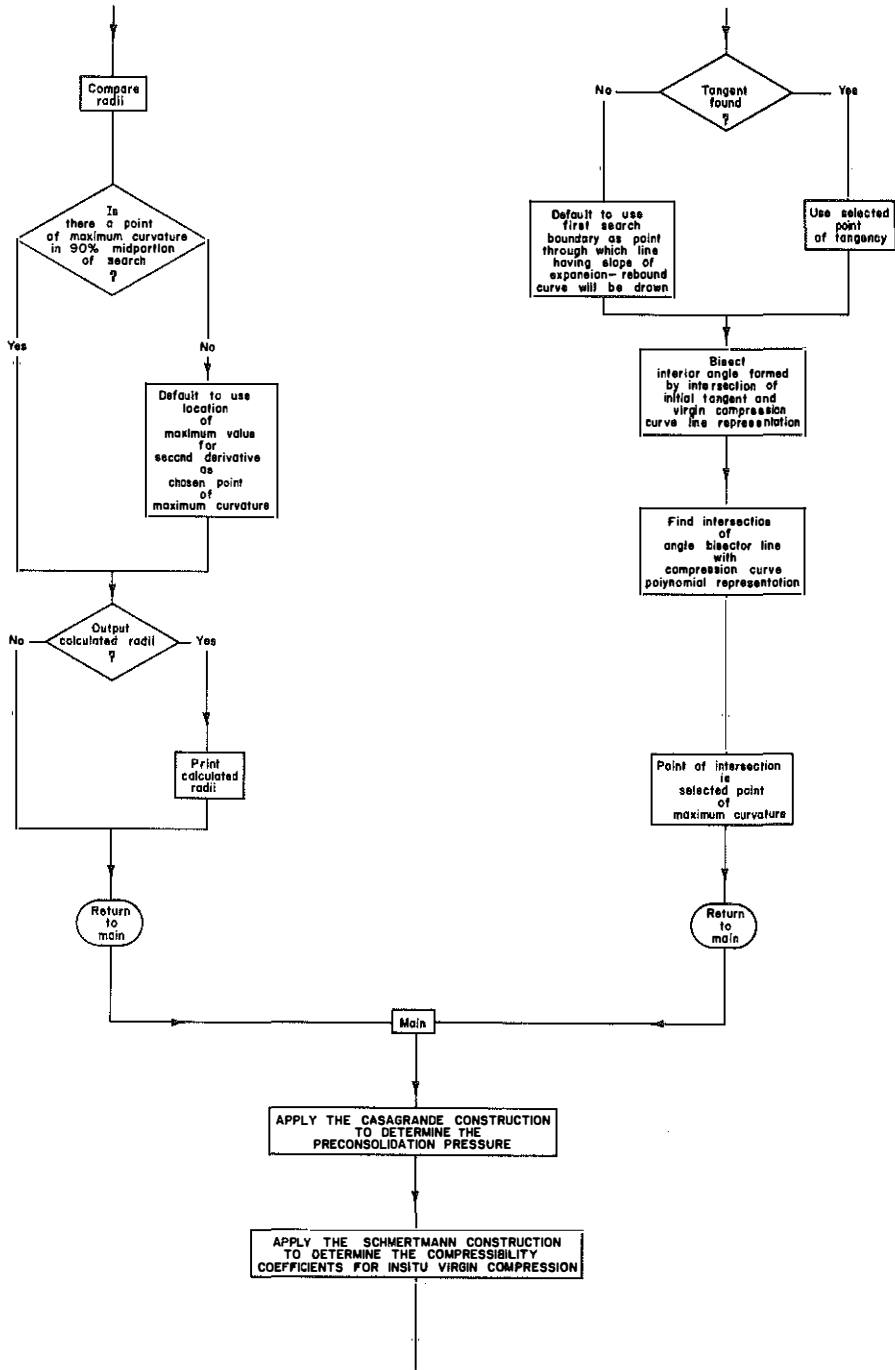 Compare
radii
Is
there a point
of maximum curvature
in 90% midportion
of search
?
Yes
No
Default to use
location
of
maximum value
for
second derivative
as
chosen point
of
maximum curvature
Output
calculated radii
?
No
Yes
Print
calculated
radii
Return
to
main
Tangent
found
?
No
Yes
Default to use
first search
boundary as point
through which line
having slope of
expansion-rebound
curve will be drawn
Use selected
point
of tangency
Bisect
interior angle formed
by intersection of
initial tangent and
virgin compression
curve line representation
Find intersection
of
angle bisector line
with
compression curve
polynomial representation
Point of intersection
is
selected point
of
maximum curvature
Return
to
main
Main
APPLY THE CASAGRANDE CONSTRUCTION
TO DETERMINE THE
PRECONSOLIDATION PRESSURE
APPLY THE SCHMERTMANN CONSTRUCTION
TO DETERMINE THE COMPRESSIBILITY
COEFFICIENTS FOR INSITU VIRGIN COMPRESSION